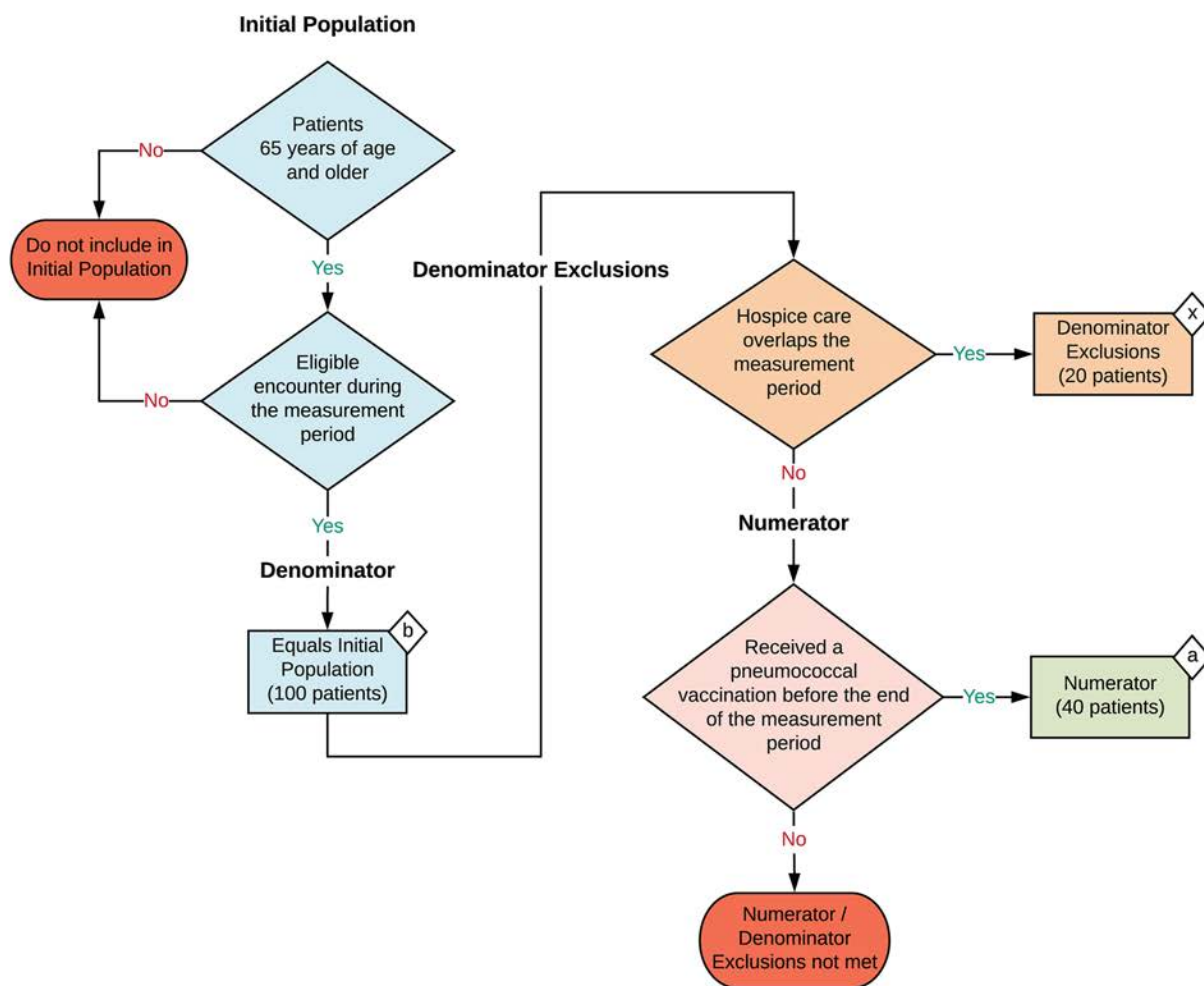 Initial Population
Patients
65 years of age
and older
No
Do not include in
Initial Population
Yes
Eligible
encounter during
the measurement
period
No
Yes
Denominator
b
Equals Initial
Population
(100 patients)
Denominator Exclusions
Hospice care
overlaps the
measurement
period
Yes
x
Denominator
Exclusions
(20 patients)
No
Numerator
Received a
pneumococcal
vaccination before the end
of the measurement
period
Yes
a
Numerator
(40 patients)
No
Numerator /
Denominator
Exclusions not met